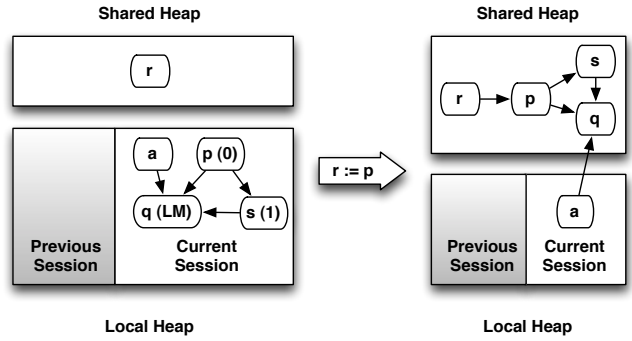 Shared Heap
r
a
p (0)
q (LM)
s (1)
Previous
Session
Current
Session
Local Heap
r := p
Shared Heap
s
r
p
q
a
Previous
Session
Current
Session
Local Heap